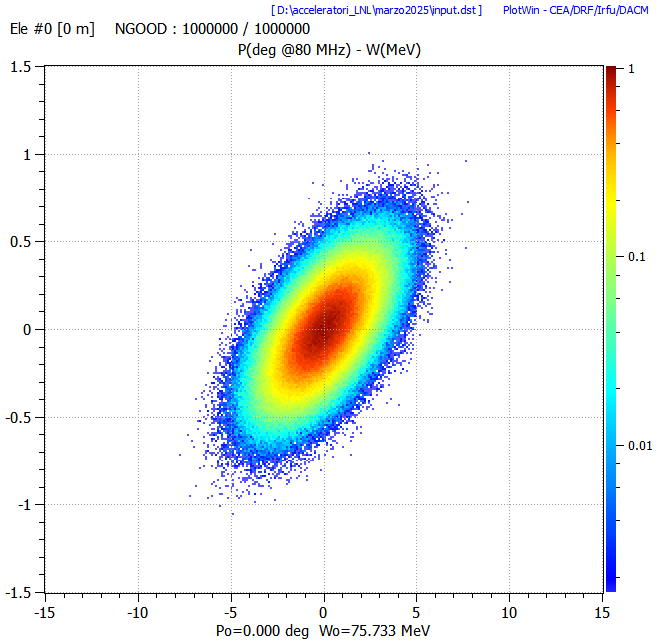 [ D:\acceleratori_LNL\marzo2025\input.dst ] PlotWin - CEA/DRF/Irfu/DACM
Ele #0 [0 m] NGOOD : 1000000 / 1000000
P(deg @80 MHz) - W(MeV)
1.5
1
0.5
0
-0.5
-1
-1.5
-15 -10 -5 0 5 10 15
1
0.1
0.01
Po=0.000 deg Wo=75.733 MeV